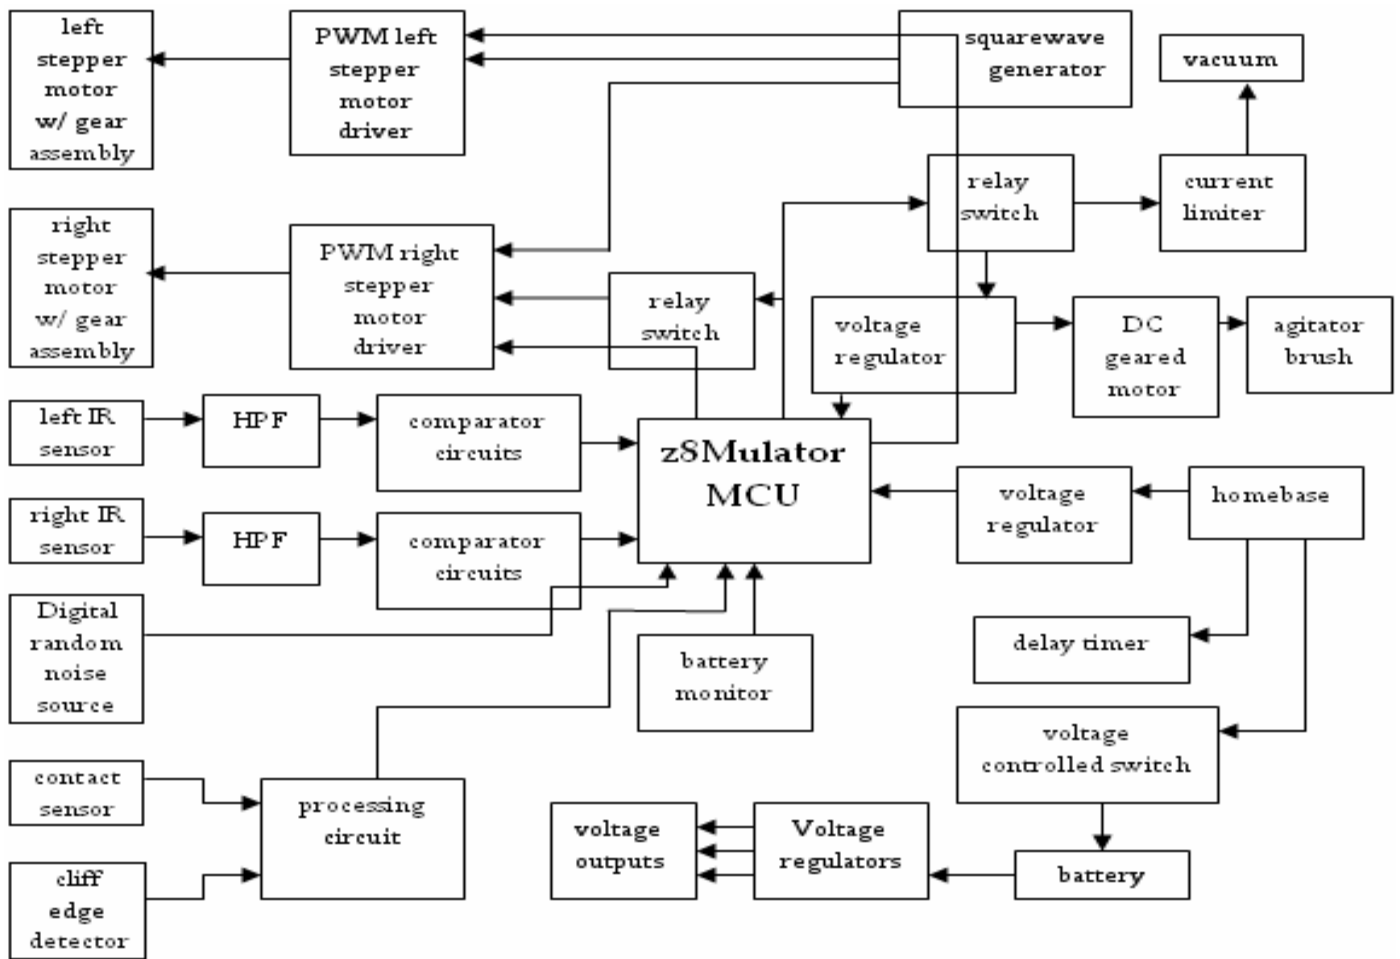 left
stepper
motor
w/ gear
assembly
PWM left
stepper
motor
driver
squarewave
generator
vacuum
relay
switch
current
limiter
right
stepper
motor
w/ gear
assembly
PWM right
stepper
motor
driver
relay
switch
voltage
regulator
DC
geared
motor
agitator
brush
left IR
sensor
HPF
comparator
circuits
z8Mulator
MCU
right IR
sensor
HPF
comparator
circuits
voltage
regulator
homebase
Digital
random
noise
source
battery
monitor
delay timer
voltage
controlled switch
contact
sensor
processing
circuit
voltage
outputs
Voltage
regulators
battery
cliff
edge
detector